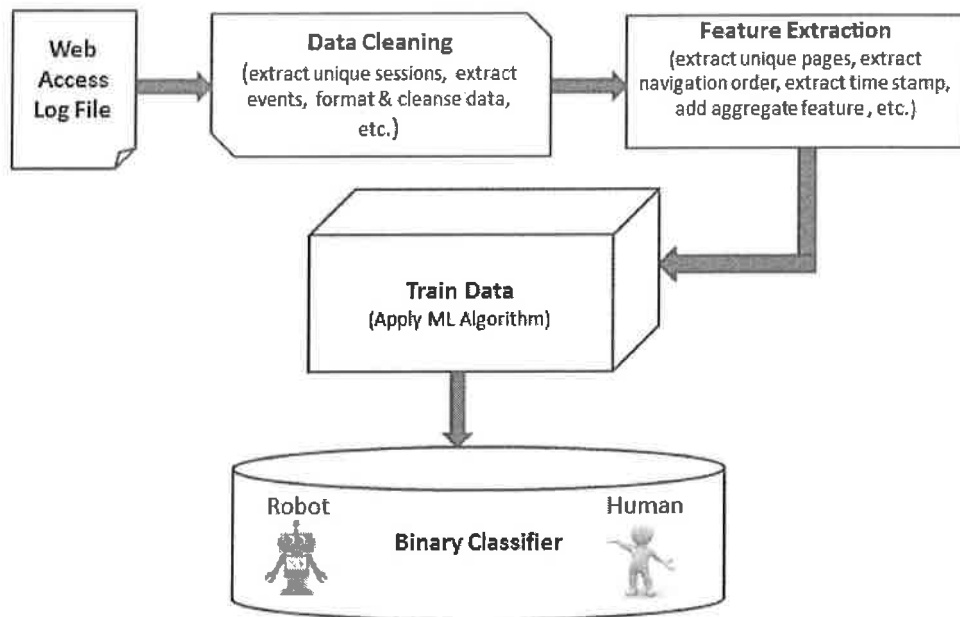 Web
Access
Log File
Data Cleaning
(extract unique sessions, extract
events, format & cleanse data,
etc.)
Feature Extraction
(extract unique pages, extract
navigation order, extract time stamp,
add aggregate feature , etc.)
Train Data
(Apply ML Algorithm)
Robot
Human
Binary Classifier